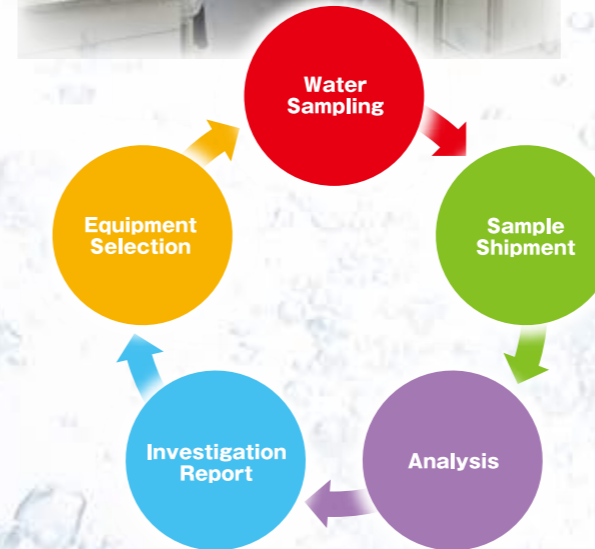 Water
Sampling
Sample
Shipment
Analysis
Investigation
Report
Equipment
Selection